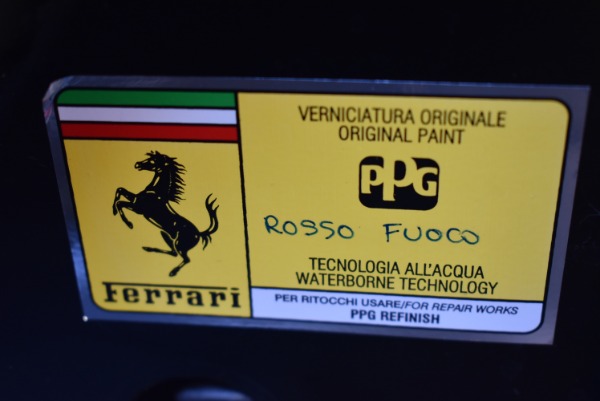 VERNICIATURA ORIGINALE
ORIGINAL PAINT
PPG
ROSSO FUOCO
TECNOLOGIA ALL'ACQUA
WATERBORNE TECHNOLOGY
Ferrari
PER RITOCCHI USARE/FOR REPAIR WORKS
PPG REFINISH